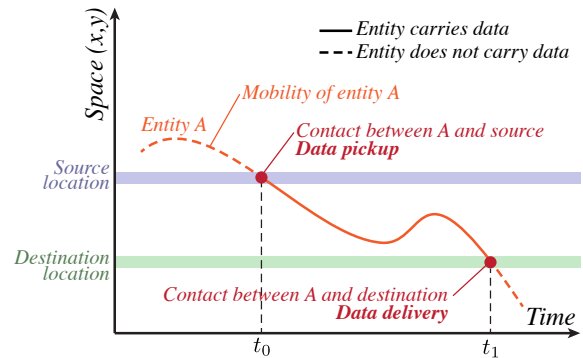 Space (x,y)
Entity carries data
Entity does not carry data
Mobility of entity A
Entity A
Contact between A and source
Data pickup
Source
location
Destination
location
Contact between A and destination
Data delivery
Time
t0
t1